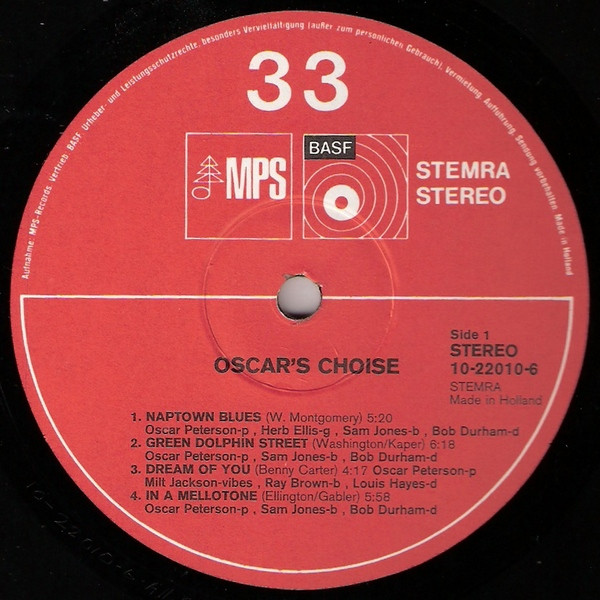 Aufnahme: MPS-Records. Vertrieb: BASF. Urheber- und Leistungsschutzrechte, besonders Vervielfältigung (außer zum persönlichen Gebrauch), Vermietung, Aufführung, Sendung vorbehalten Made in Holland
33
MPS
BASF
STEMRA
STEREO
Side 1
STEREO
10-22010-6
STEMRA
Made in Holland
OSCAR'S CHOISE
1. NAPTOWN BLUES (W. Montgomery) 5:20
Oscar Peterson-p , Herb Ellis-g , Sam Jones-b , Bob Durham-d
2. GREEN DOLPHIN STREET (Washington/Kaper) 6:18
Oscar Peterson-p , Sam Jones-b , Bob Durham-d
3. DREAM OF YOU (Benny Carter) 4:17 Oscar Peterson-p
Milt Jackson-vibes , Ray Brown-b , Louis Hayes-d
4. IN A MELLOTONE (Ellington/Gabler) 5:58
Oscar Peterson-p , Sam Jones-b , Bob Durham-d